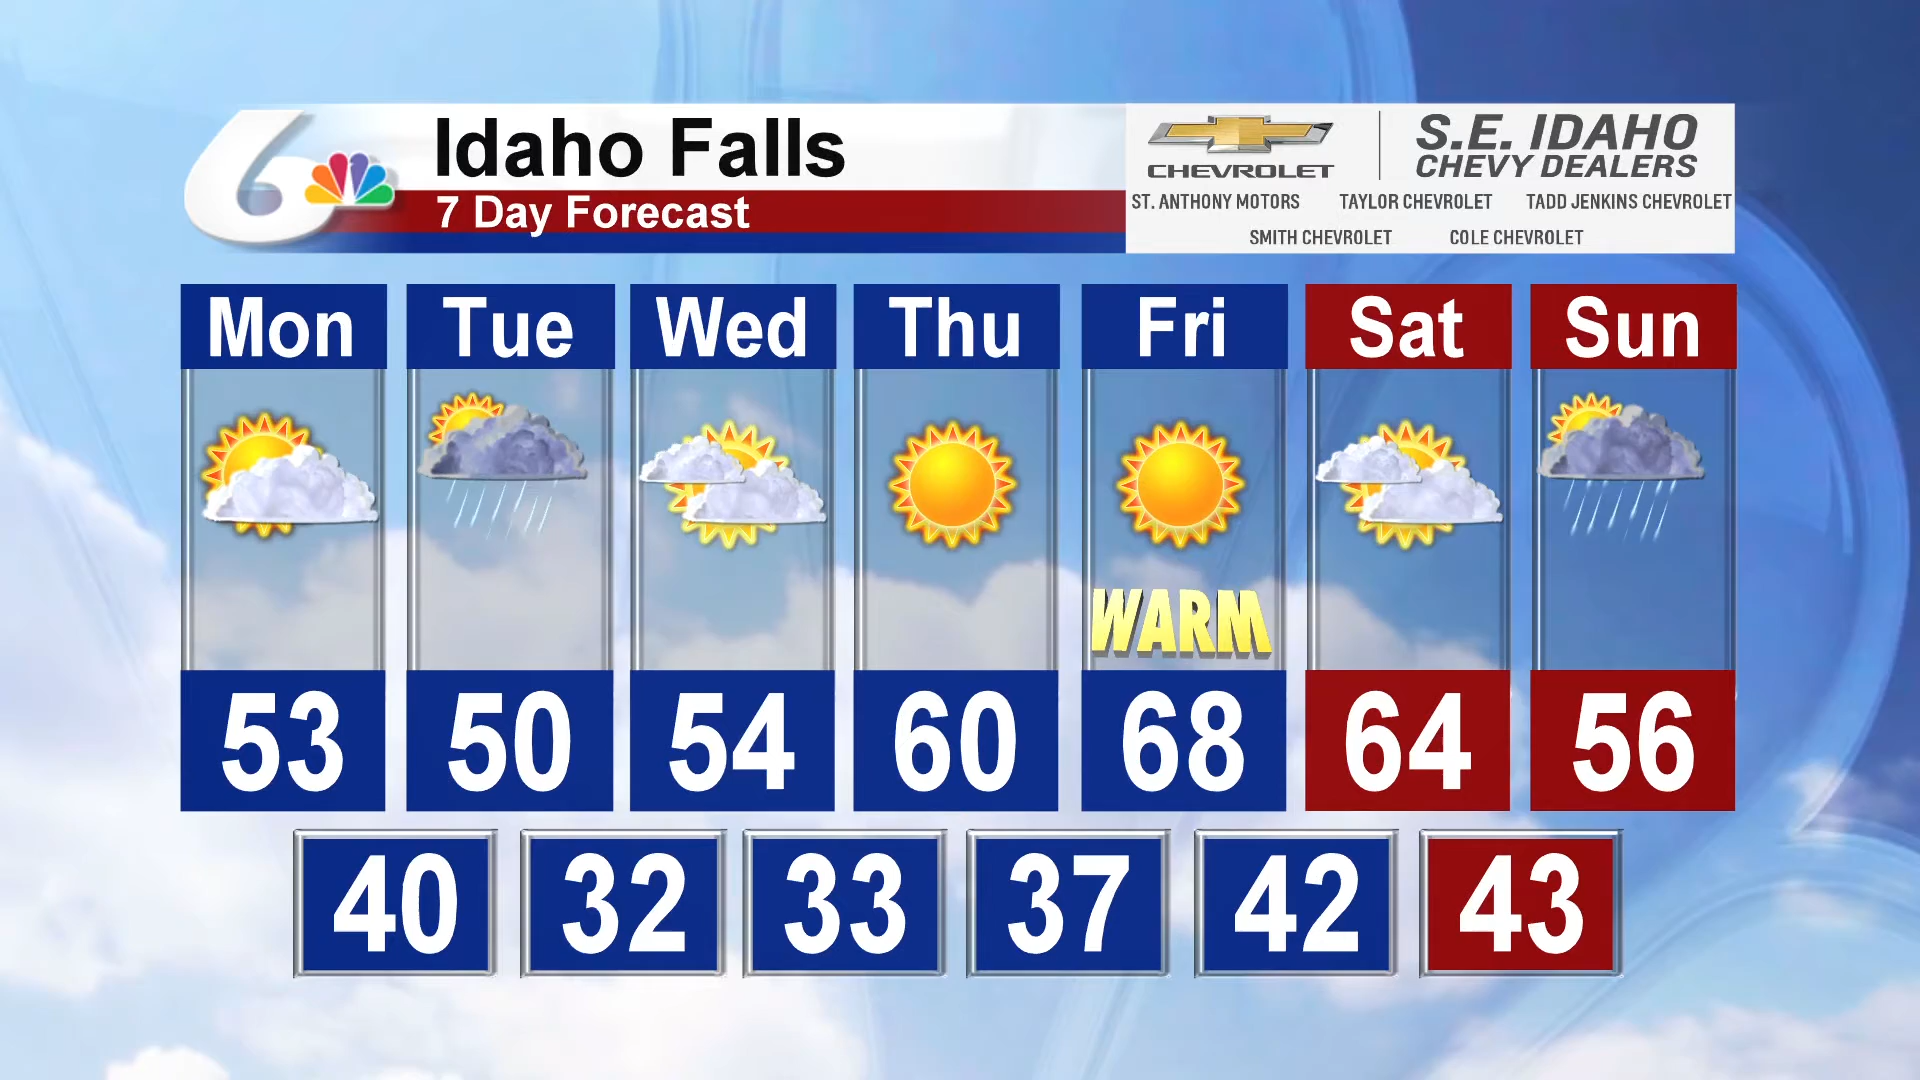 6
Idaho Falls
7 Day Forecast
CHEVROLET
S.E. IDAHO
CHEVY DEALERS
ST. ANTHONY MOTORS TAYLOR CHEVROLET TADD JENKINS CHEVROLET
SMITH CHEVROLET COLE CHEVROLET
Mon Tue Wed Thu Fri Sat Sun
WARM
53 50 54 60 68 64 56
40 32 33 37 42 43